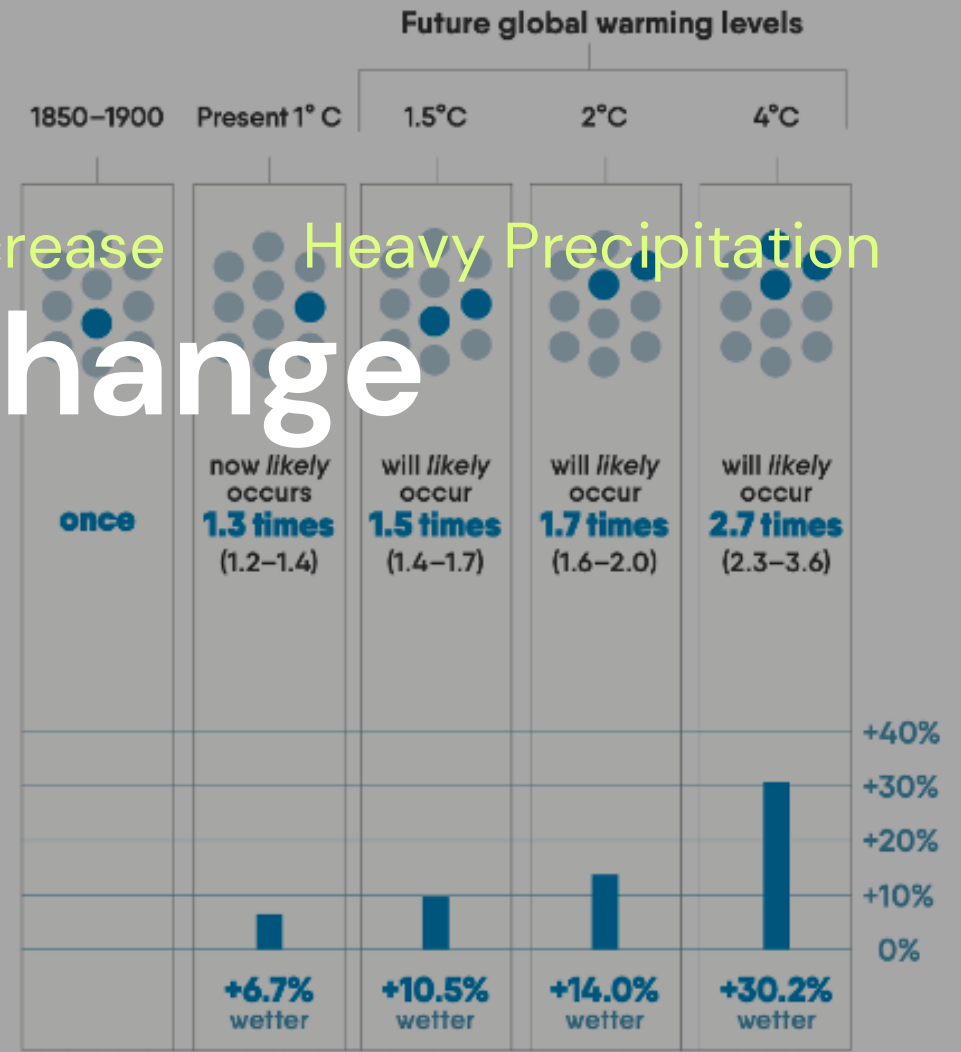 Future global warming levels
1850–1900 Present 1° C 1.5°C 2°C 4°C
rease Heavy Precipitation
hange
now likely will likely will likely will likely
occurs occur occur occur
once 1.3 times 1.5 times 1.7 times 2.7 times
(1.2–1.4) (1.4–1.7) (1.6–2.0) (2.3–3.6)
+40%
+30%
+20%
+10%
0%
+6.7% +10.5% +14.0% +30.2%
wetter wetter wetter wetter